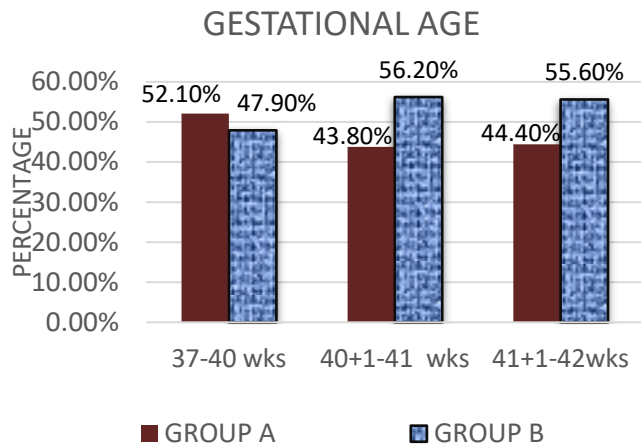 GESTATIONAL AGE
PERCENTAGE
60.00%
50.00%
40.00%
30.00%
20.00%
10.00%
0.00%
52.10%
47.90%
43.80%
56.20%
44.40%
55.60%
37-40 wks
40+1-41 wks
41+1-42wks
GROUP A
GROUP B